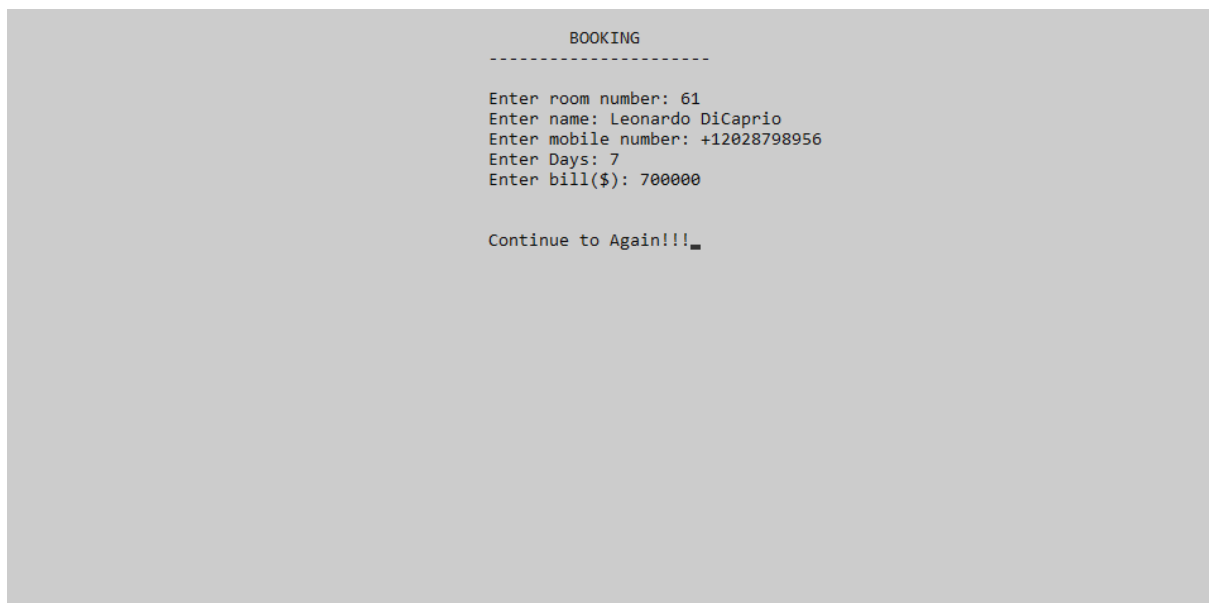 BOOKING
----------------------
Enter room number: 61
Enter name: Leonardo DiCaprio
Enter mobile number: +12028798956
Enter Days: 7
Enter bill($): 700000
Continue to Again!!!